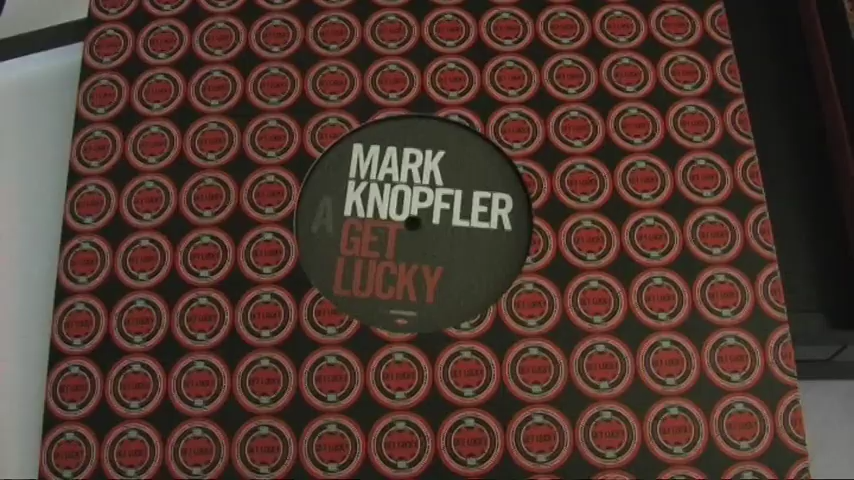 MARK
KNOPFLER
A
GET
LUCKY